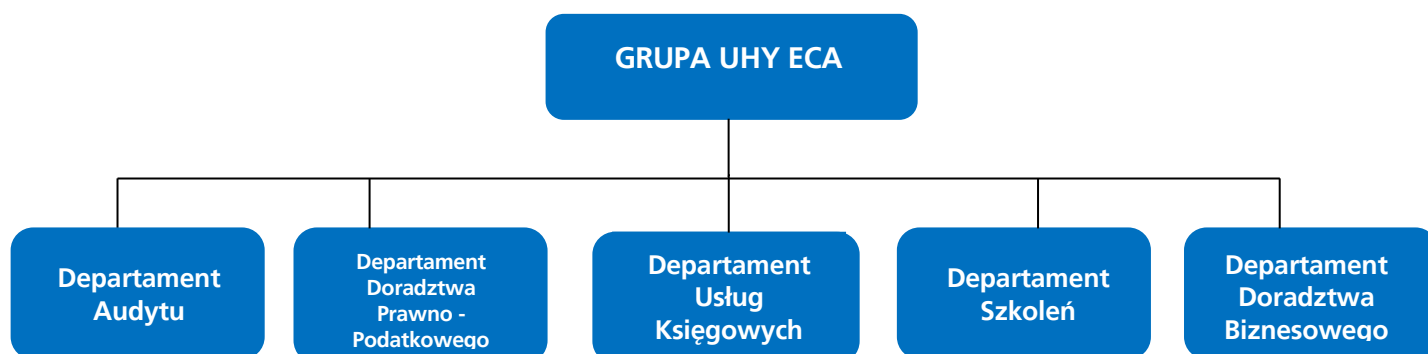 GRUPA UHY ECA
Departament
Audytu
Departament
Doradztwa
Prawno -
Podatkowego
Departament
Usług
Księgowych
Departament
Szkoleń
Departament
Doradztwa
Biznesowego